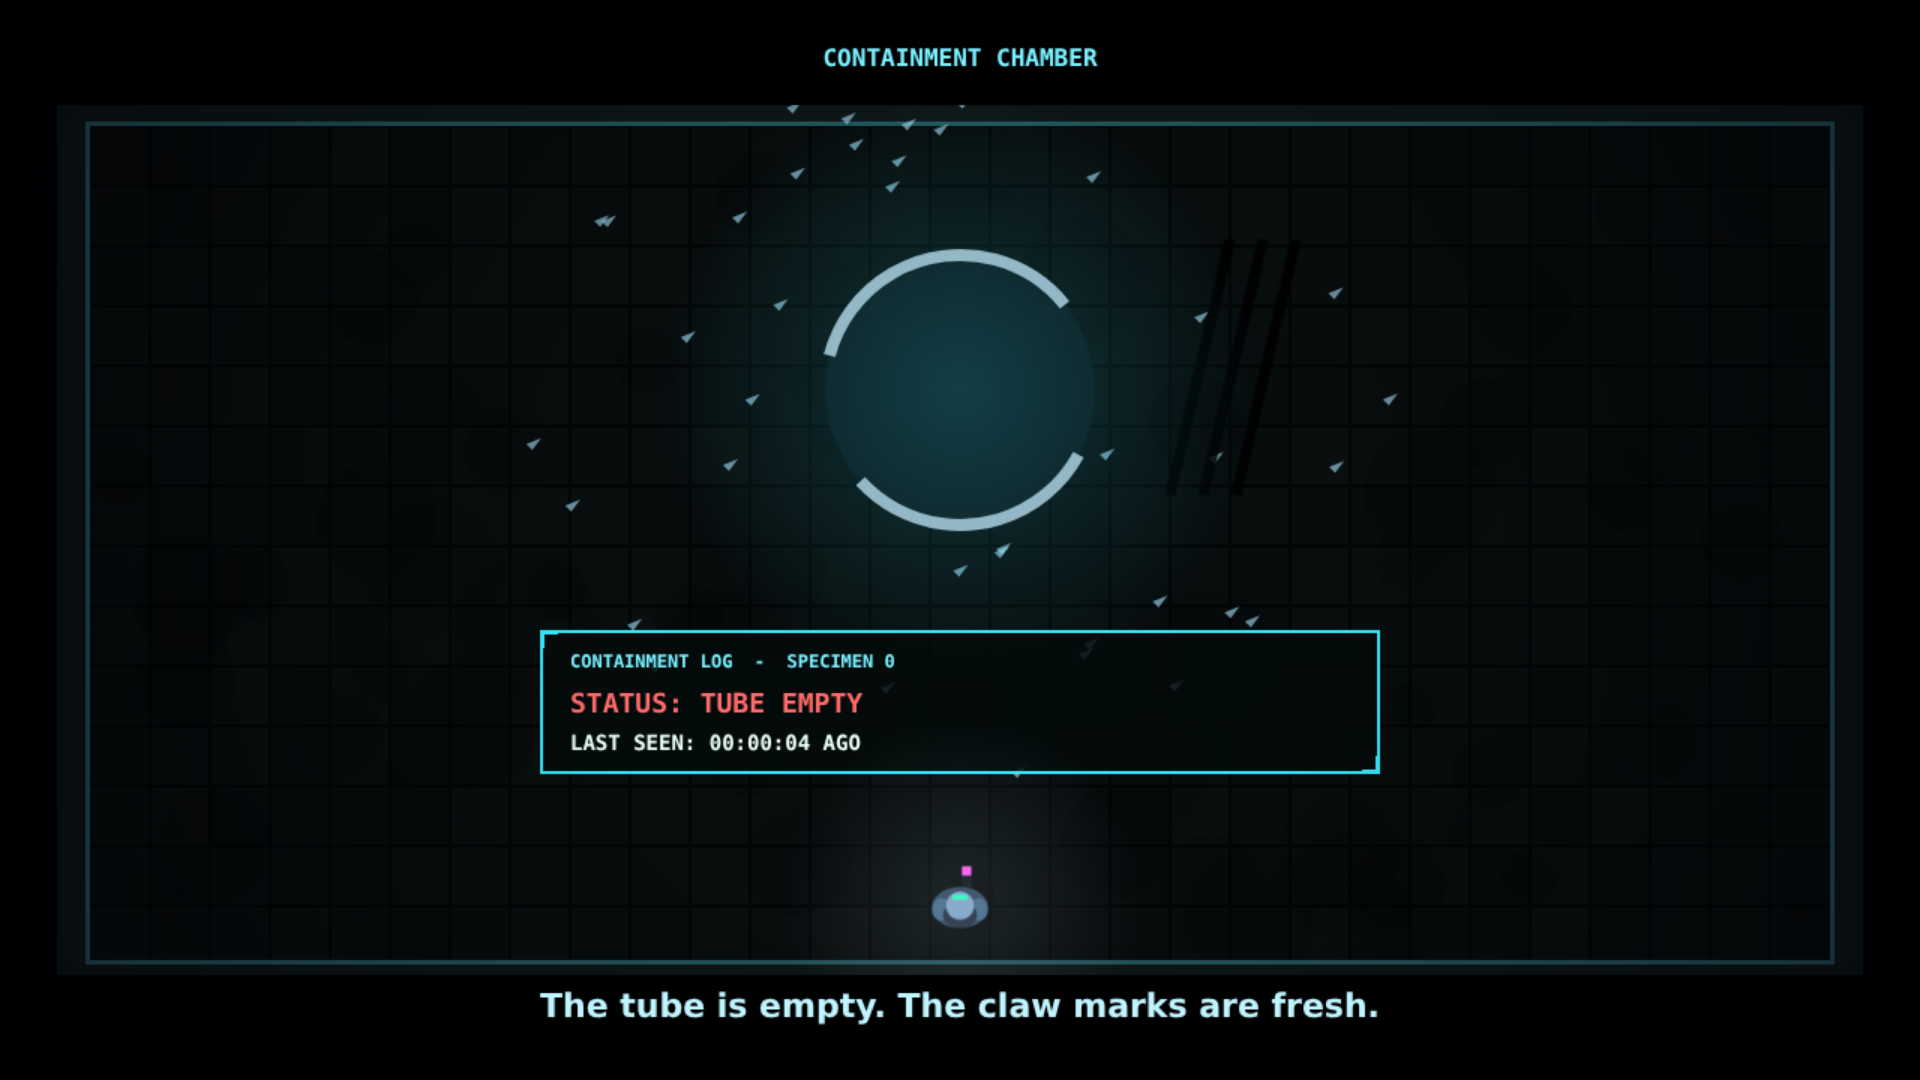 CONTAINMENT CHAMBER
CONTAINMENT LOG - SPECIMEN 0
STATUS: TUBE EMPTY
LAST SEEN: 00:00:04 AGO
The tube is empty. The claw marks are fresh.